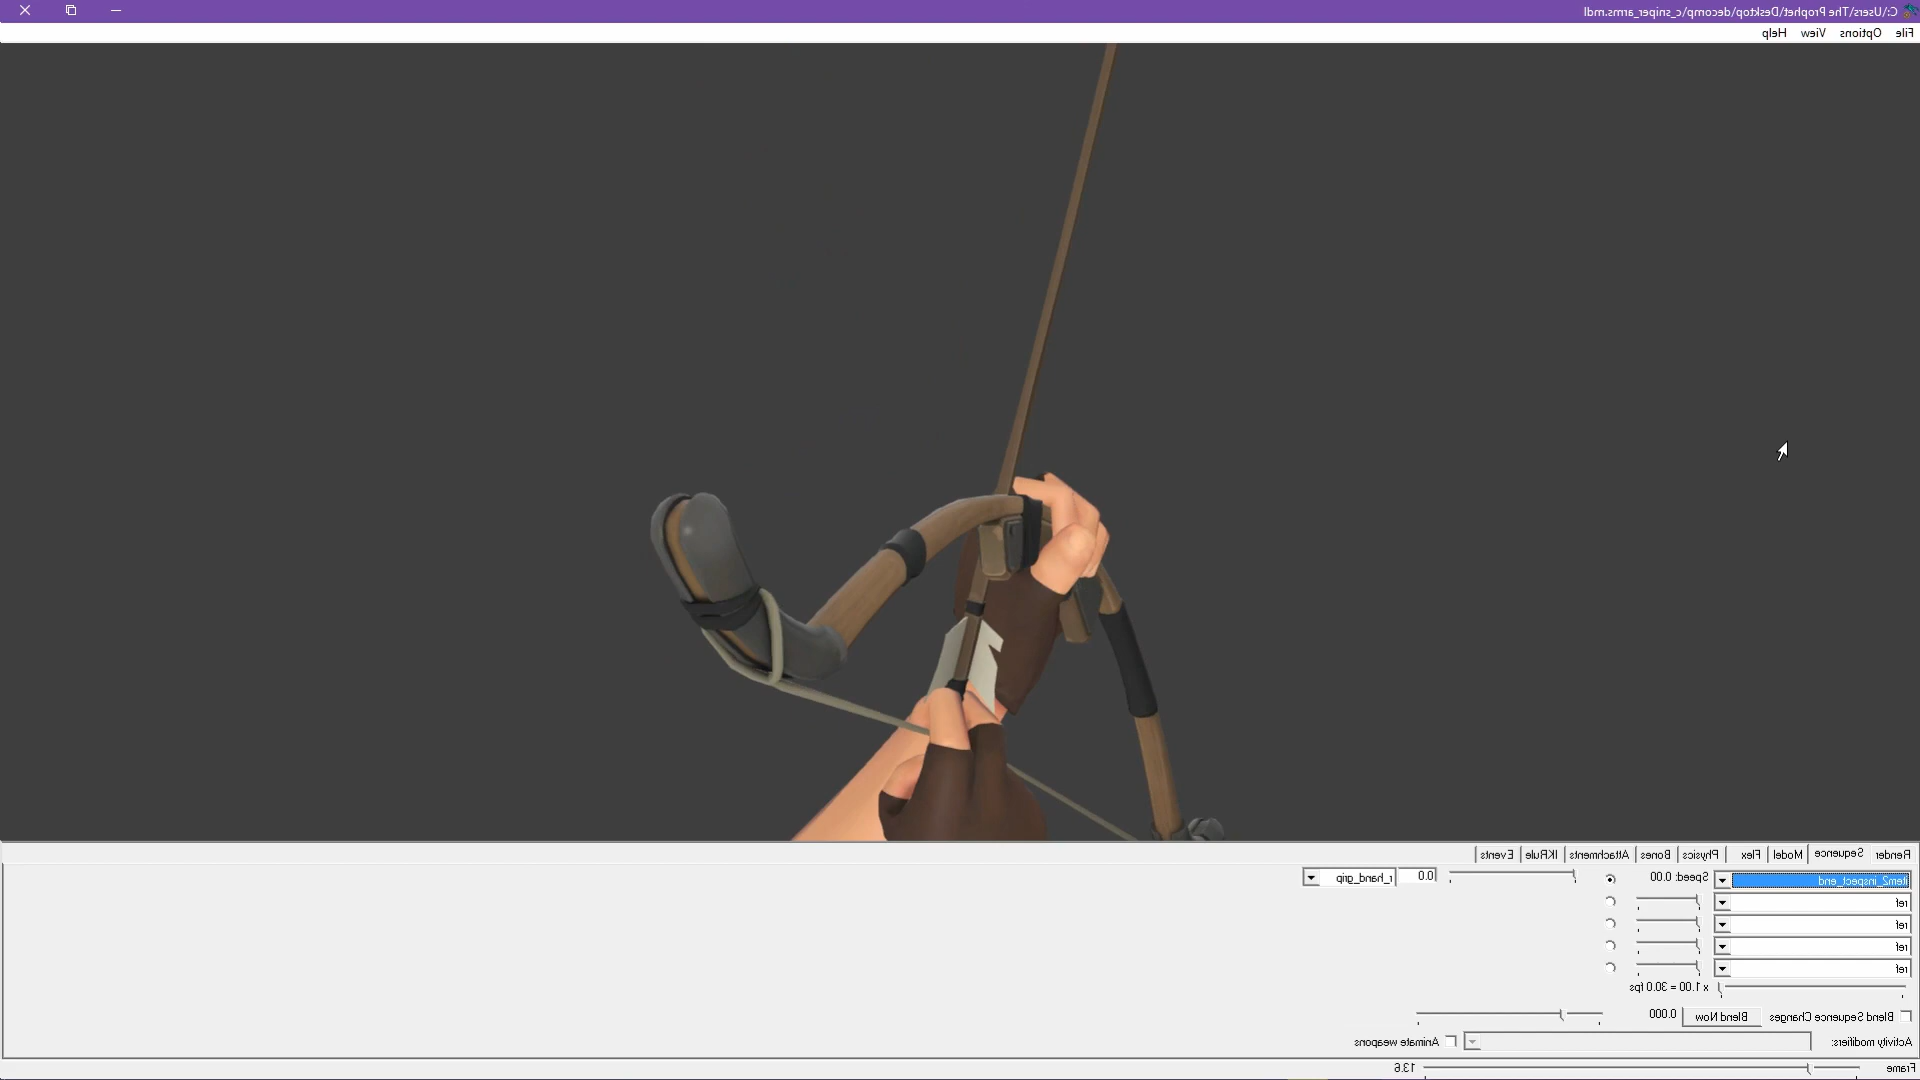 C:\Users\The Prophet\Desktop\decomp\c_sniper_arms.mdl
File Options View Help
Render Sequence Model Flex Physics Bones Attachments IKRule Events
item2_inspect_end Speed: 0.00 0.0 r_hand_grip
ref
ref
ref
ref
x 1.00 = 30.0 fps
Blend Sequence Changes Blend Now 0.000
Activity modifiers: Animate weapons
Frame 13.6